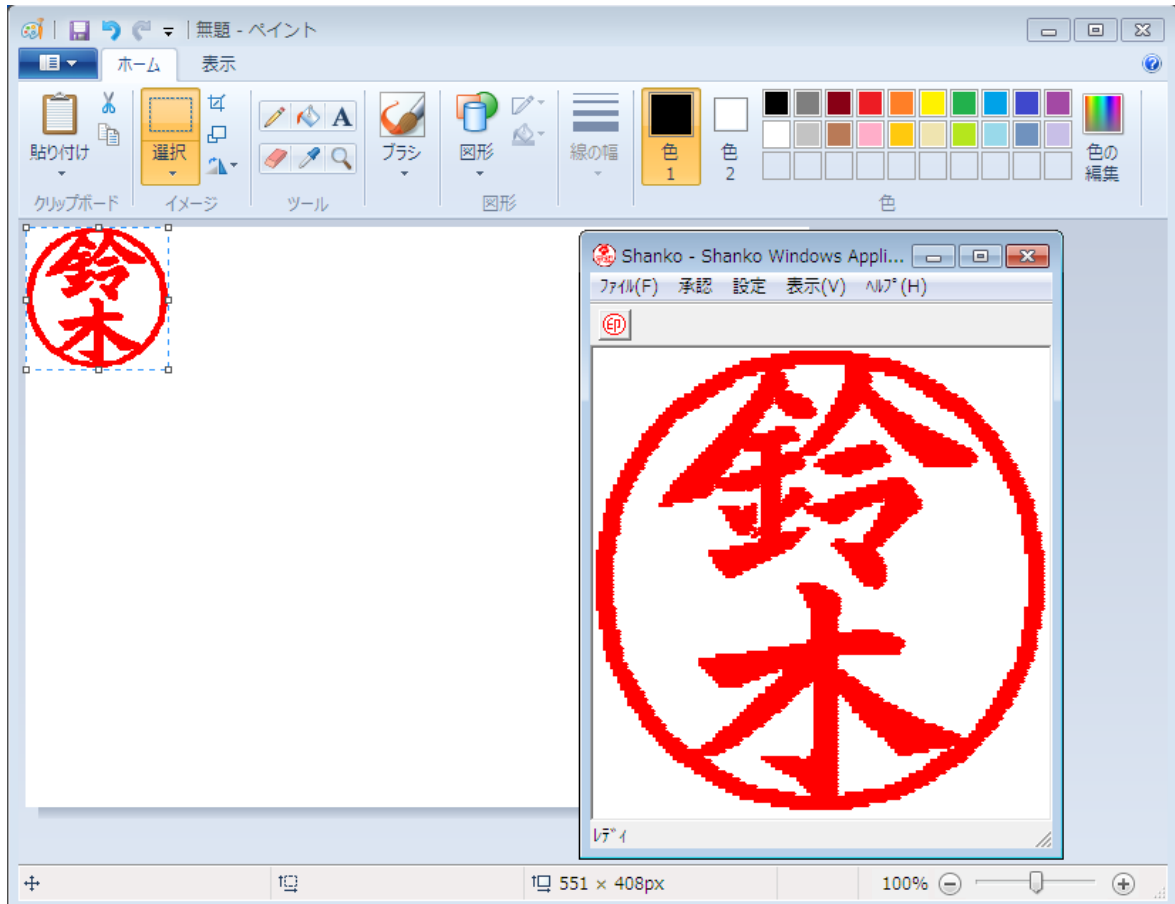 無題 - ペイント
ホーム 表示
貼り付け 選択 ブラシ 図形 線の幅 色 1 色 2 色の編集
クリップボード イメージ ツール 図形 色
鈴木
Shanko - Shanko Windows Appli...
ファイル(F) 承認 設定 表示(V) ヘルプ(H)
印
鈴木
レディ
551 × 408px 100%